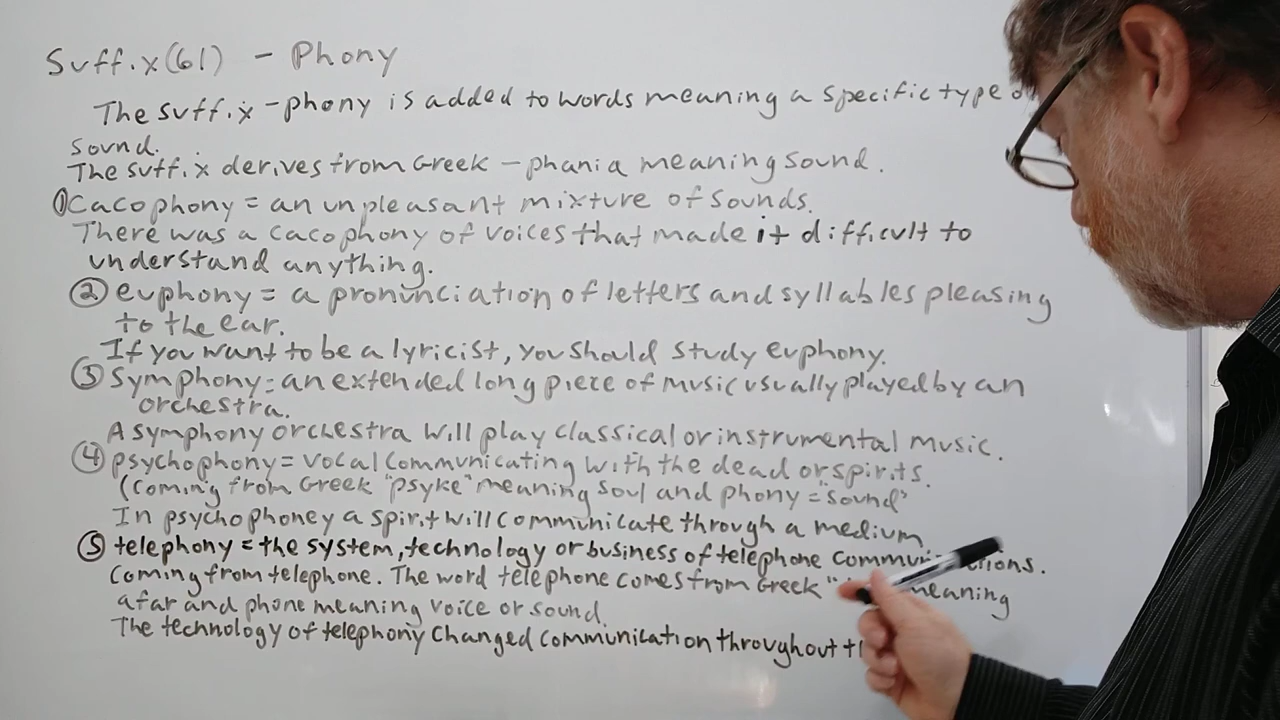 Suffix (61) - Phony
The suffix -phony is added to words meaning a specific type
sound.
The suffix derives from Greek - phania meaning sound.
① Cacophony = an unpleasant mixture of sounds.
There was a cacophony of voices that made it difficult to
understand anything.
② euphony = a pronunciation of letters and syllables pleasing
to the ear.
If you want to be a lyricist, you should study euphony.
③ Symphony = an extended long piece of music usually played by an
orchestra.
A symphony orchestra will play classical or instrumental music.
④ psychophony = vocal communicating with the dead or spirits.
(coming from Greek "psyke" meaning soul and phony = "sound"
In psychophoney a spirit will communicate through a medium
⑤ telephony = the system, technology or business of telephone
coming from telephone. The word telephone comes from Greek " meaning
afar and phone meaning voice or sound.
The technology of telephony changed communication throughout